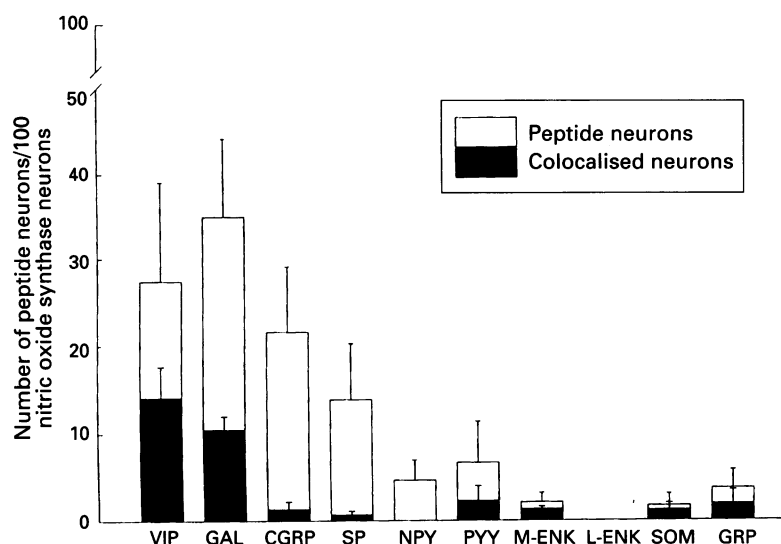 100
50
40
30
20
10
0
Number of peptide neurons/100
nitric oxide synthase neurons
Peptide neurons
Colocalised neurons
VIP GAL CGRP SP NPY PYY M-ENK L-ENK SOM GRP